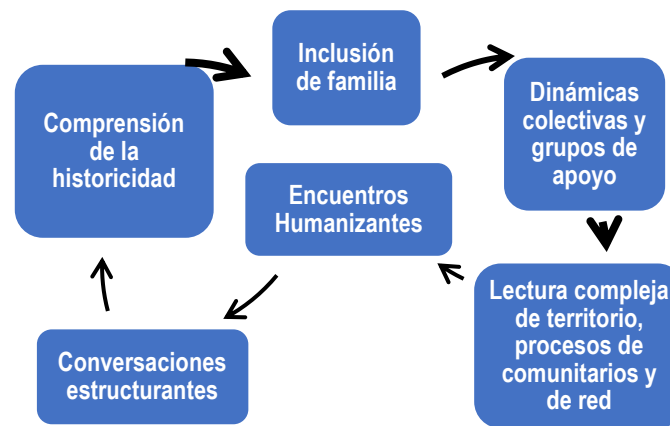 Inclusión
de familia
Dinámicas
colectivas y
grupos de
apoyo
Lectura compleja
de territorio,
procesos de
comunitarios y
de red
Encuentros
Humanizantes
Conversaciones
estructurantes
Comprensión
de la
historicidad